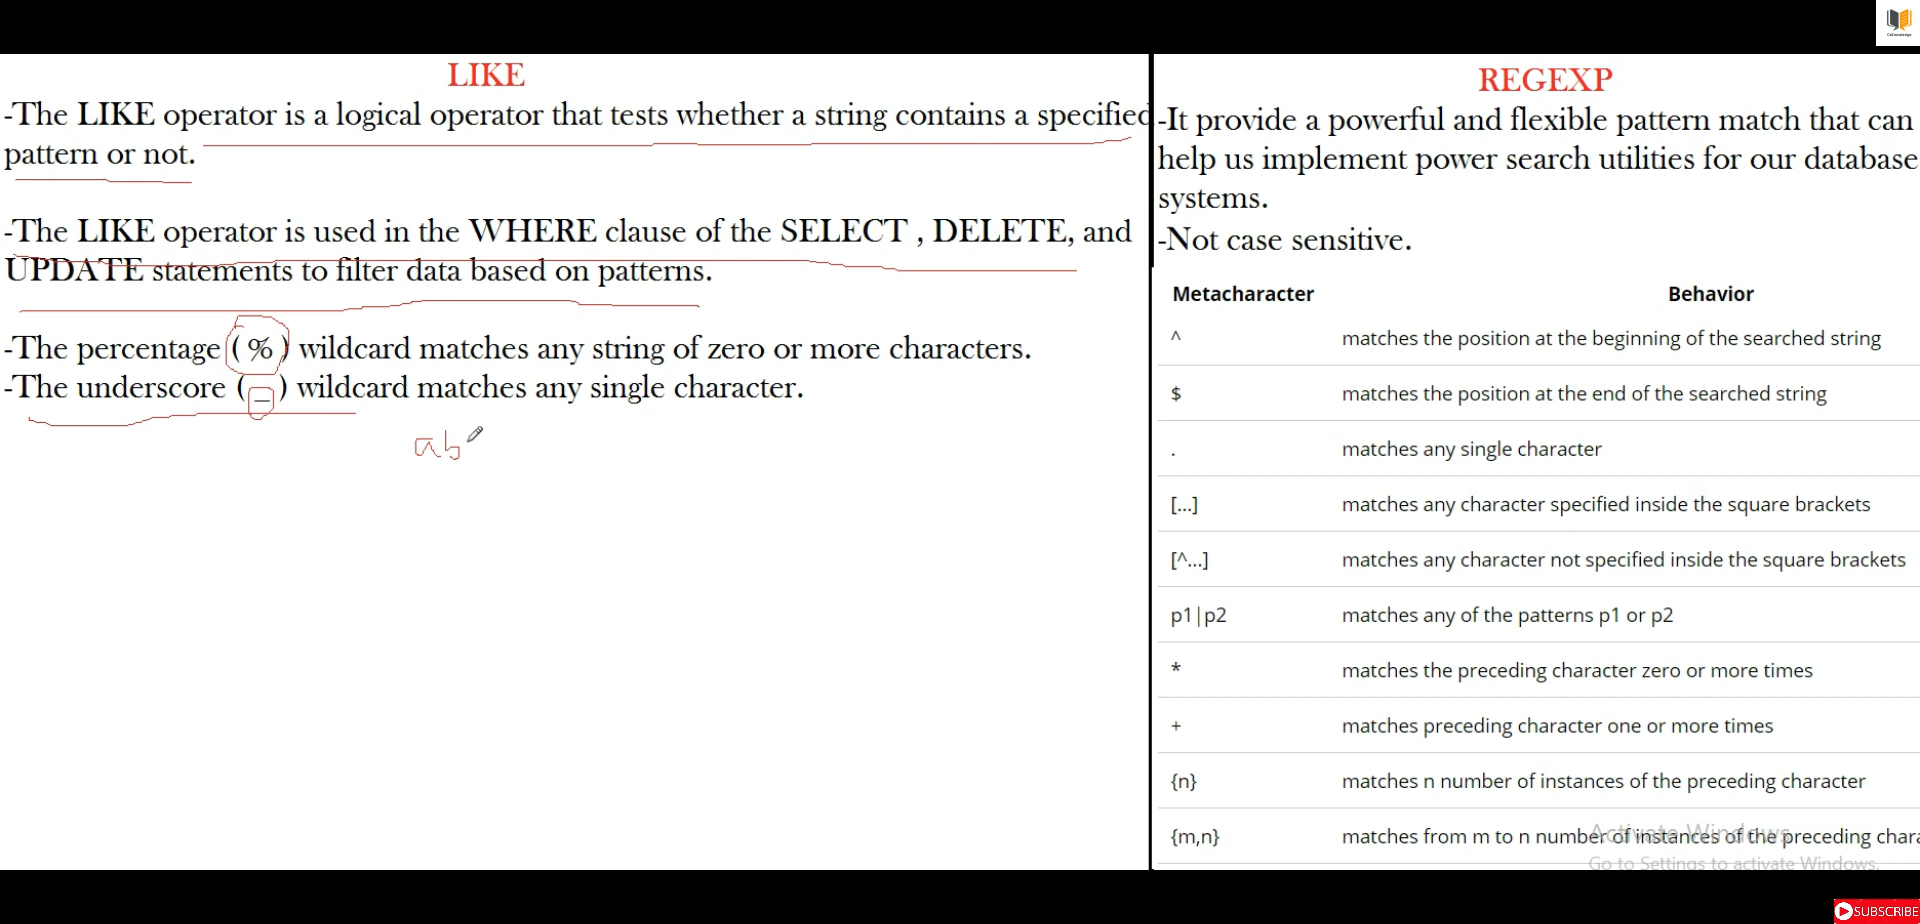 LIKE
-The LIKE operator is a logical operator that tests whether a string contains a specified
pattern or not.
-The LIKE operator is used in the WHERE clause of the SELECT , DELETE, and
UPDATE statements to filter data based on patterns.
-The percentage ( % ) wildcard matches any string of zero or more characters.
-The underscore ( _ ) wildcard matches any single character.
ab
REGEXP
-It provide a powerful and flexible pattern match that can
help us implement power search utilities for our database
systems.
-Not case sensitive.
Metacharacter Behavior
^ matches the position at the beginning of the searched string
$ matches the position at the end of the searched string
. matches any single character
[...] matches any character specified inside the square brackets
[^...] matches any character not specified inside the square brackets
p1|p2 matches any of the patterns p1 or p2
* matches the preceding character zero or more times
+ matches preceding character one or more times
{n} matches n number of instances of the preceding character
{m,n} matches from m to n number of instances of the preceding chara
Activate Windows
Go to Settings to activate Windows.
SUBSCRIBE